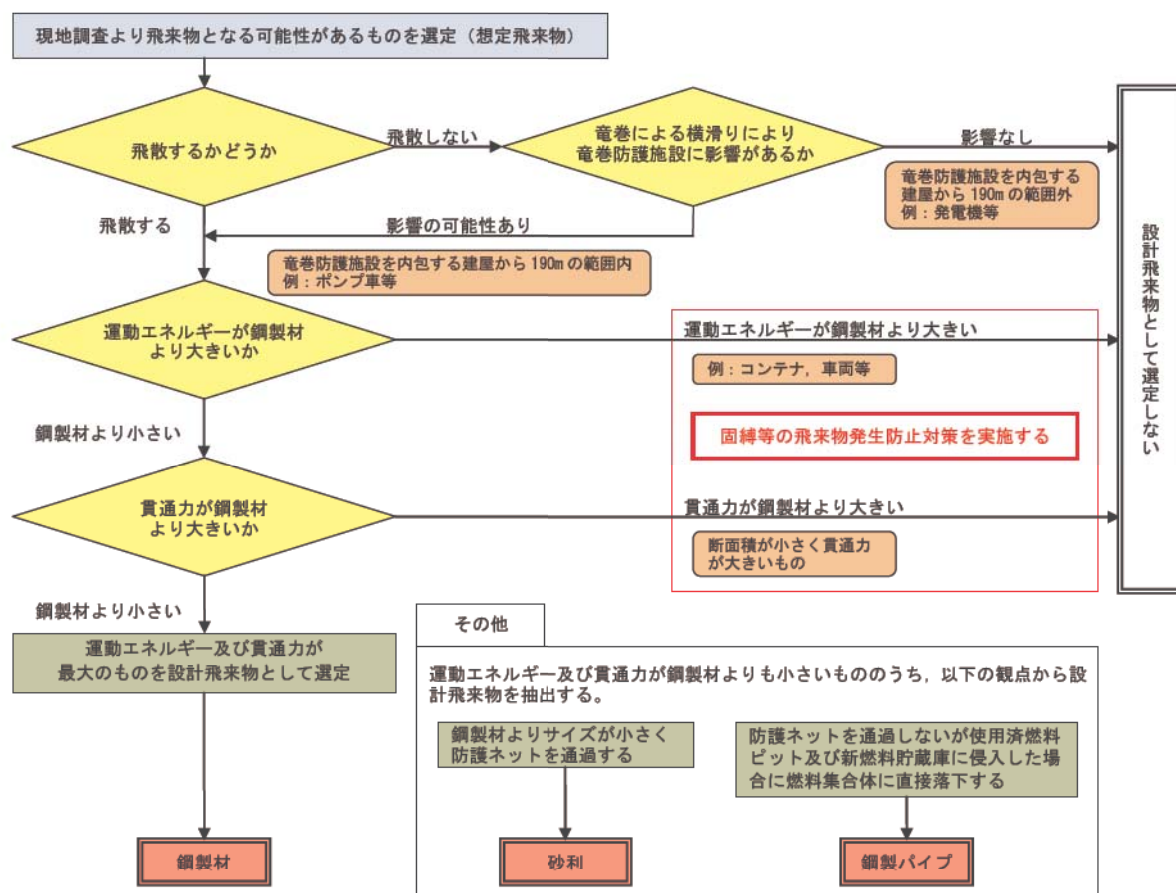 現地調査より飛来物となる可能性があるものを選定（想定飛来物）
飛散するかどうか
飛散しない
竜巻による横滑りにより
竜巻防護施設に影響があるか
影響なし
竜巻防護施設を内包する
建屋から190mの範囲外
例：発電機等
飛散する
影響の可能性あり
竜巻防護施設を内包する建屋から190mの範囲内
例：ポンプ車等
設計飛来物として選定しない
運動エネルギーが鋼製材
より大きいか
運動エネルギーが鋼製材より大きい
例：コンテナ，車両等
鋼製材より小さい
固縛等の飛来物発生防止対策を実施する
貫通力が鋼製材
より大きいか
貫通力が鋼製材より大きい
断面積が小さく貫通力
が大きいもの
鋼製材より小さい
運動エネルギー及び貫通力が
最大のものを設計飛来物として選定
鋼製材
その他
運動エネルギー及び貫通力が鋼製材よりも小さいもののうち，以下の観点から設
計飛来物を抽出する。
鋼製材よりサイズが小さく
防護ネットを通過する
砂利
防護ネットを通過しないが使用済燃料
ピット及び新燃料貯蔵庫に侵入した場
合に燃料集合体に直接落下する
鋼製パイプ